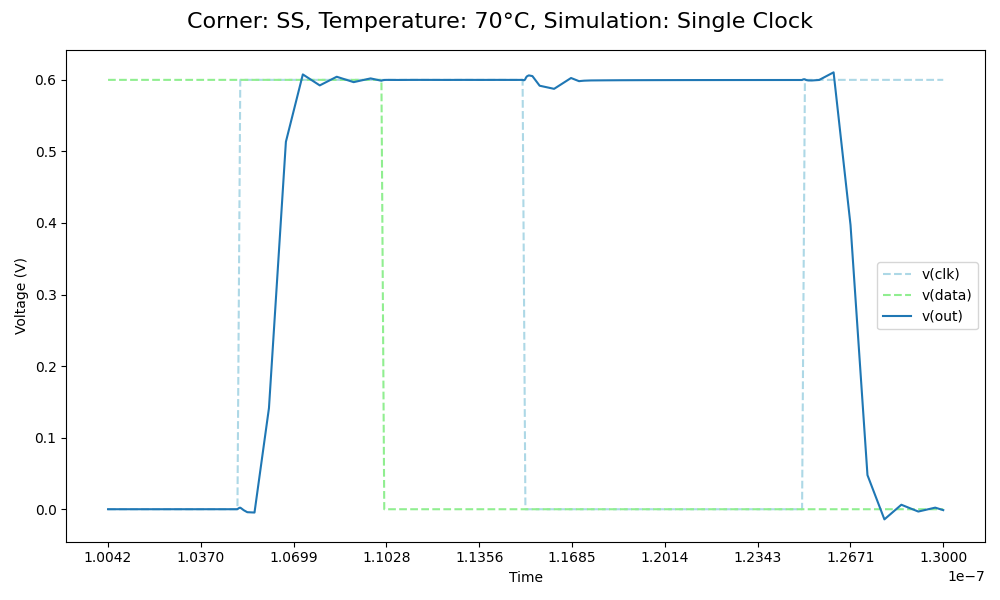 Corner: SS, Temperature: 70°C, Simulation: Single Clock
Voltage (V)
0.6
0.5
0.4
0.3
0.2
0.1
0.0
v(clk)
v(data)
v(out)
1.0042 1.0370 1.0699 1.1028 1.1356 1.1685 1.2014 1.2343 1.2671 1.3000
1e−7
Time